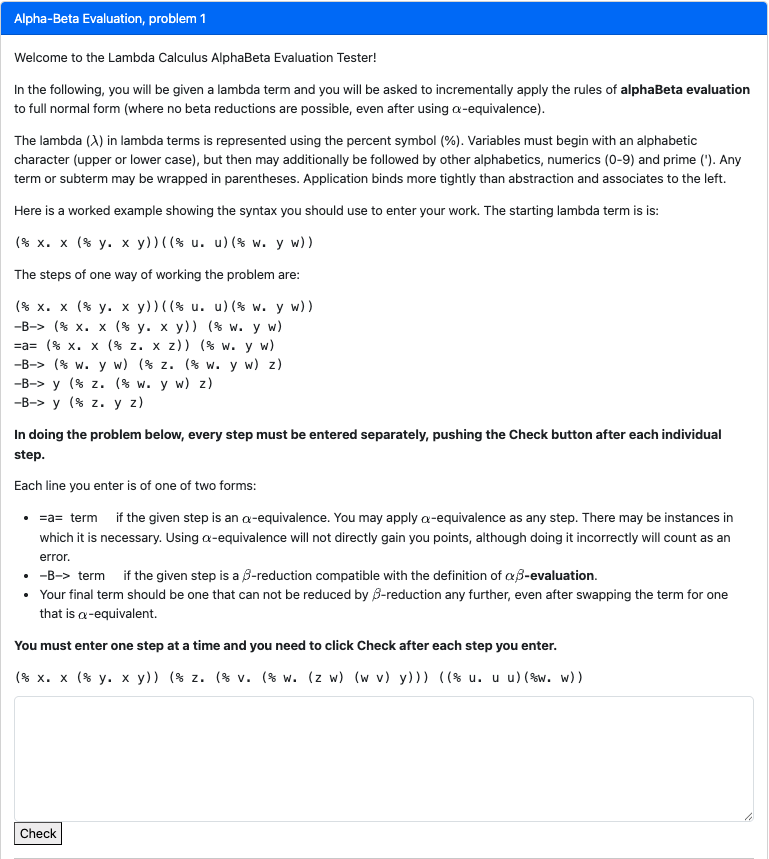 Alpha-Beta Evaluation, problem 1
Welcome to the Lambda Calculus AlphaBeta Evaluation Tester!
In the following, you will be given a lambda term and you will be asked to incrementally apply the rules of alphaBeta evaluation
to full normal form (where no beta reductions are possible, even after using α-equivalence).
The lambda (λ) in lambda terms is represented using the percent symbol (%). Variables must begin with an alphabetic
character (upper or lower case), but then may additionally be followed by other alphabetics, numerics (0-9) and prime ('). Any
term or subterm may be wrapped in parentheses. Application binds more tightly than abstraction and associates to the left.
Here is a worked example showing the syntax you should use to enter your work. The starting lambda term is is:
(% x. x (% y. x y))((% u. u)(% w. y w))
The steps of one way of working the problem are:
(% x. x (% y. x y))((% u. u)(% w. y w))
-B-> (% x. x (% y. x y)) (% w. y w)
=a= (% x. x (% z. x z)) (% w. y w)
-B-> (% w. y w) (% z. (% w. y w) z)
-B-> y (% z. (% w. y w) z)
-B-> y (% z. y z)
In doing the problem below, every step must be entered separately, pushing the Check button after each individual
step.
Each line you enter is of one of two forms:
• =a= term if the given step is an α-equivalence. You may apply α-equivalence as any step. There may be instances in
which it is necessary. Using α-equivalence will not directly gain you points, although doing it incorrectly will count as an
error.
• -B-> term if the given step is a β-reduction compatible with the definition of αβ-evaluation.
• Your final term should be one that can not be reduced by β-reduction any further, even after swapping the term for one
that is α-equivalent.
You must enter one step at a time and you need to click Check after each step you enter.
(% x. x (% y. x y)) (% z. (% v. (% w. (z w) (w v) y))) ((% u. u u)(%w. w))
Check